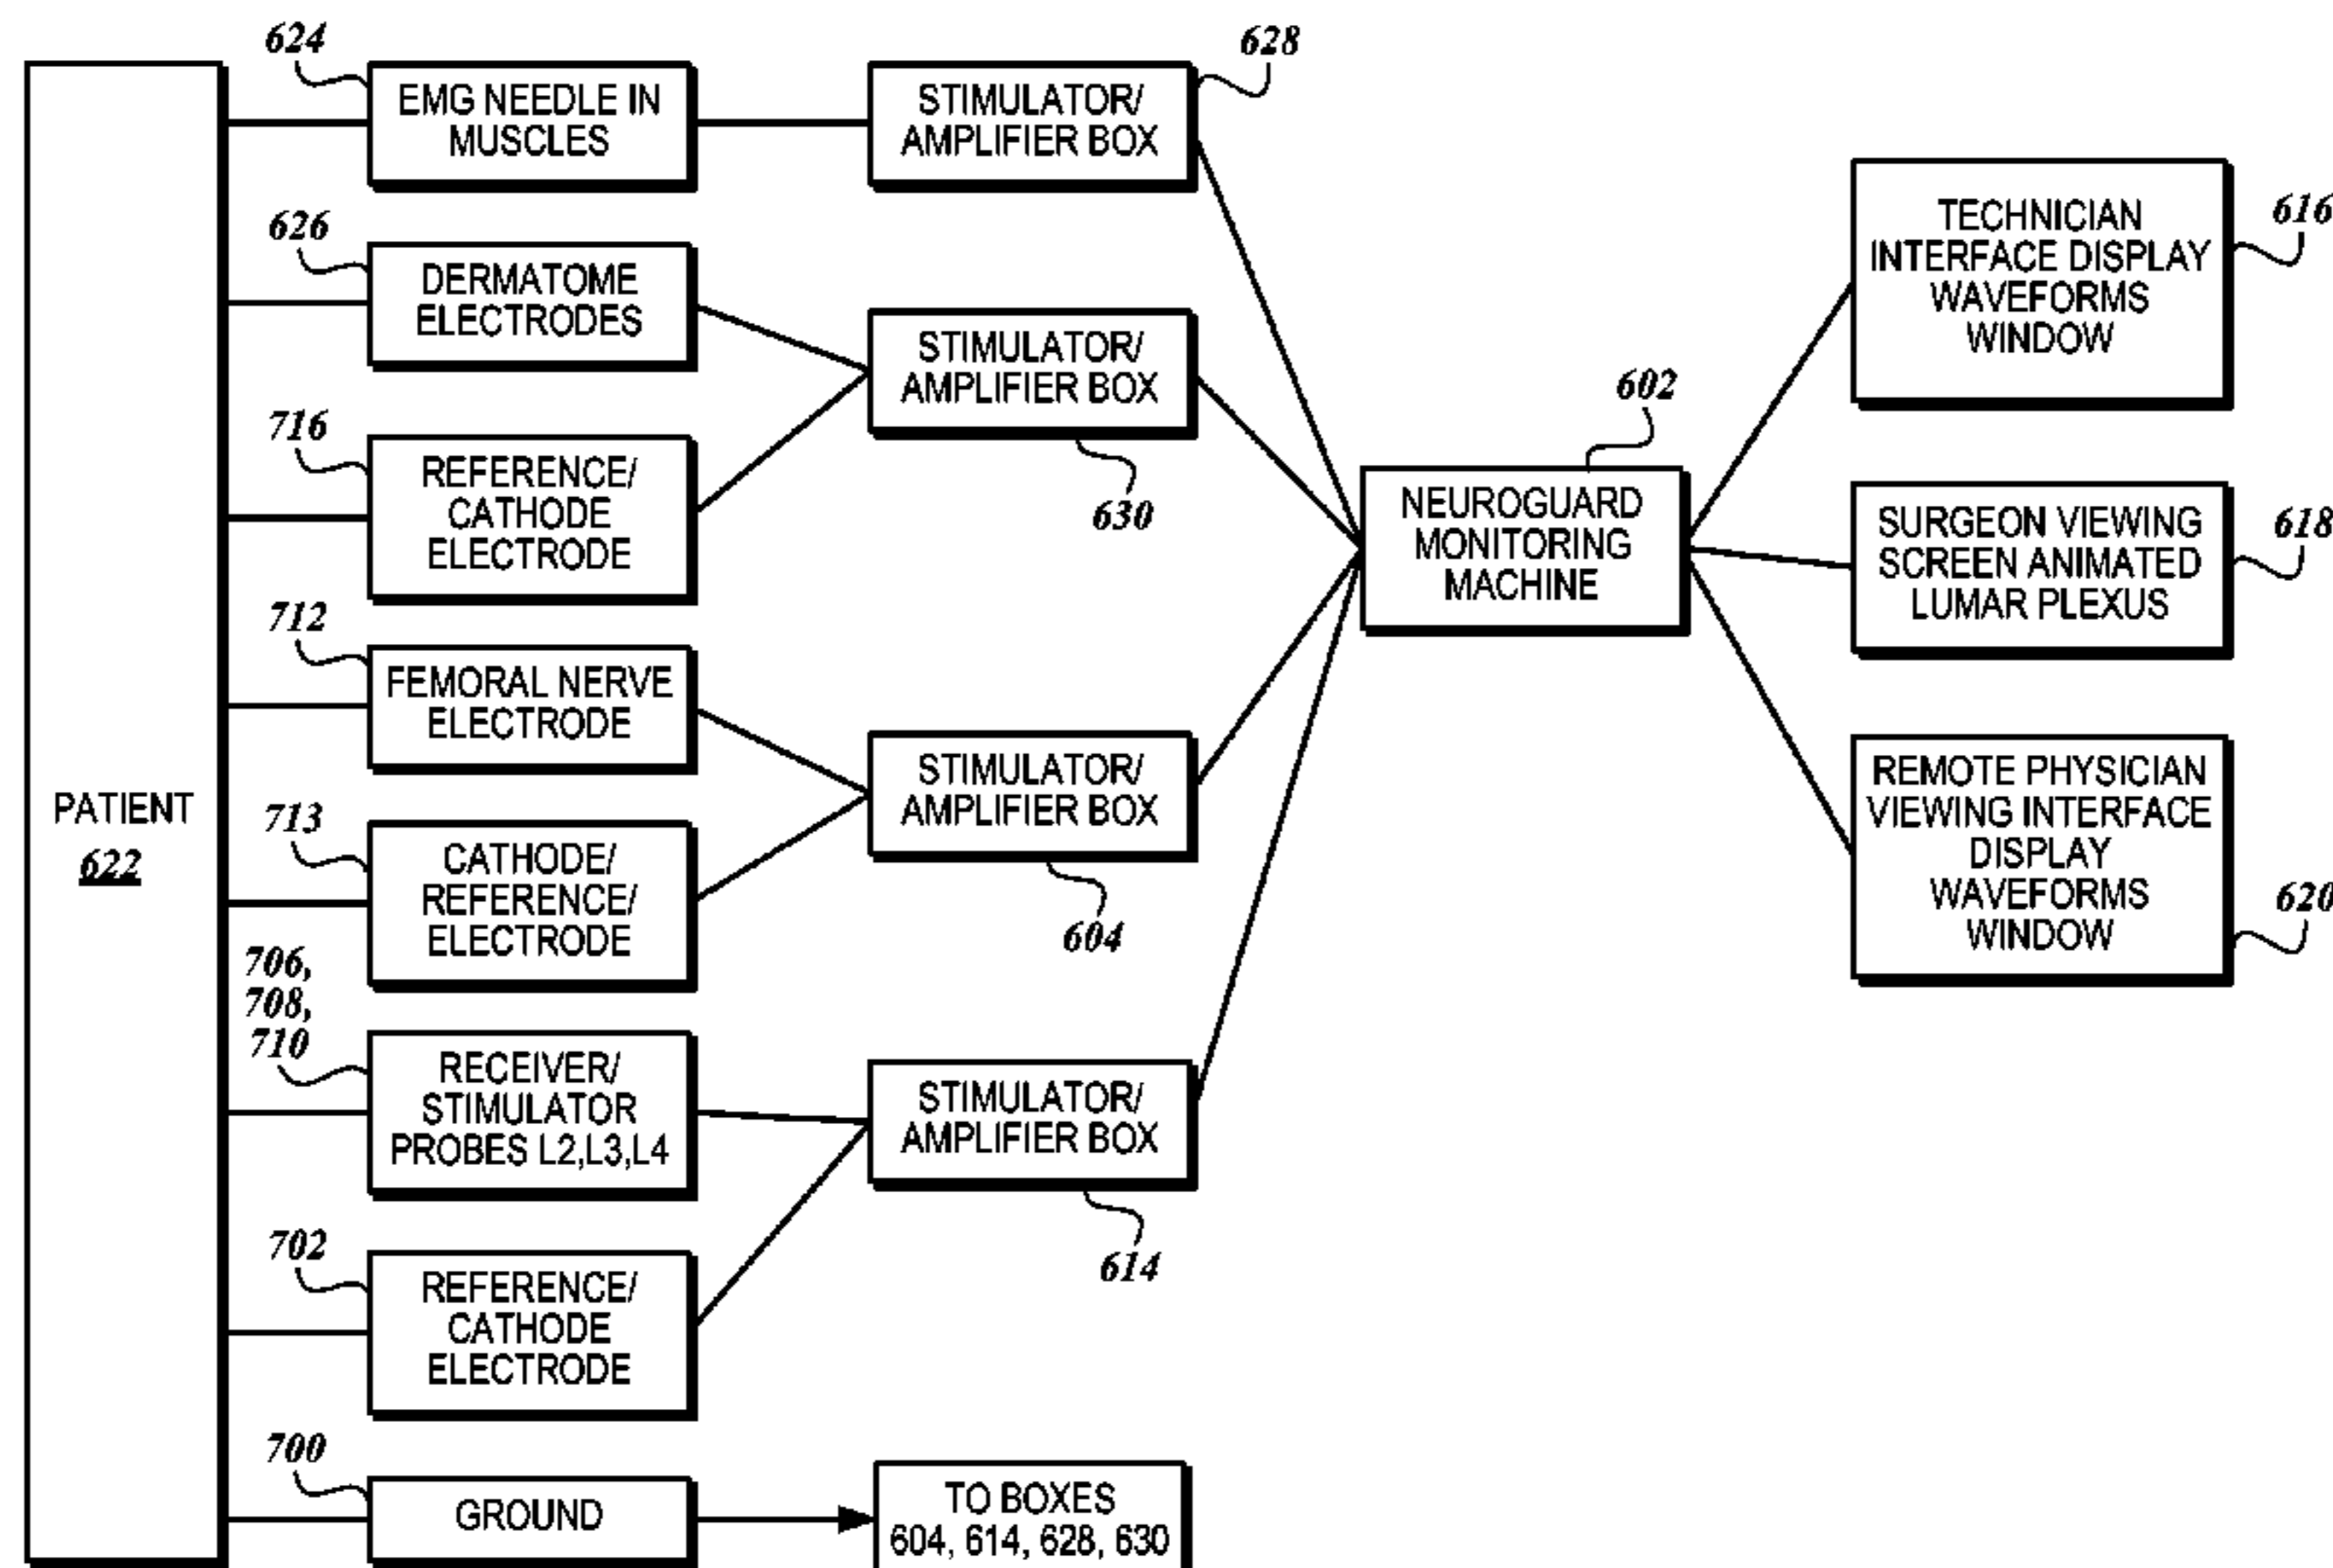 PATIENT
622
624
EMG NEEDLE IN
MUSCLES
626
DERMATOME
ELECTRODES
716
REFERENCE/
CATHODE
ELECTRODE
712
FEMORAL NERVE
ELECTRODE
713
CATHODE/
REFERENCE/
ELECTRODE
706,
708,
710
RECEIVER/
STIMULATOR
PROBES L2,L3,L4
702
REFERENCE/
CATHODE
ELECTRODE
700
GROUND
628
STIMULATOR/
AMPLIFIER BOX
STIMULATOR/
AMPLIFIER BOX
630
STIMULATOR/
AMPLIFIER BOX
604
STIMULATOR/
AMPLIFIER BOX
614
TO BOXES
604, 614, 628, 630
602
NEUROGUARD
MONITORING
MACHINE
TECHNICIAN
INTERFACE DISPLAY
WAVEFORMS
WINDOW
616
SURGEON VIEWING
SCREEN ANIMATED
LUMAR PLEXUS
618
REMOTE PHYSICIAN
VIEWING INTERFACE
DISPLAY
WAVEFORMS
WINDOW
620